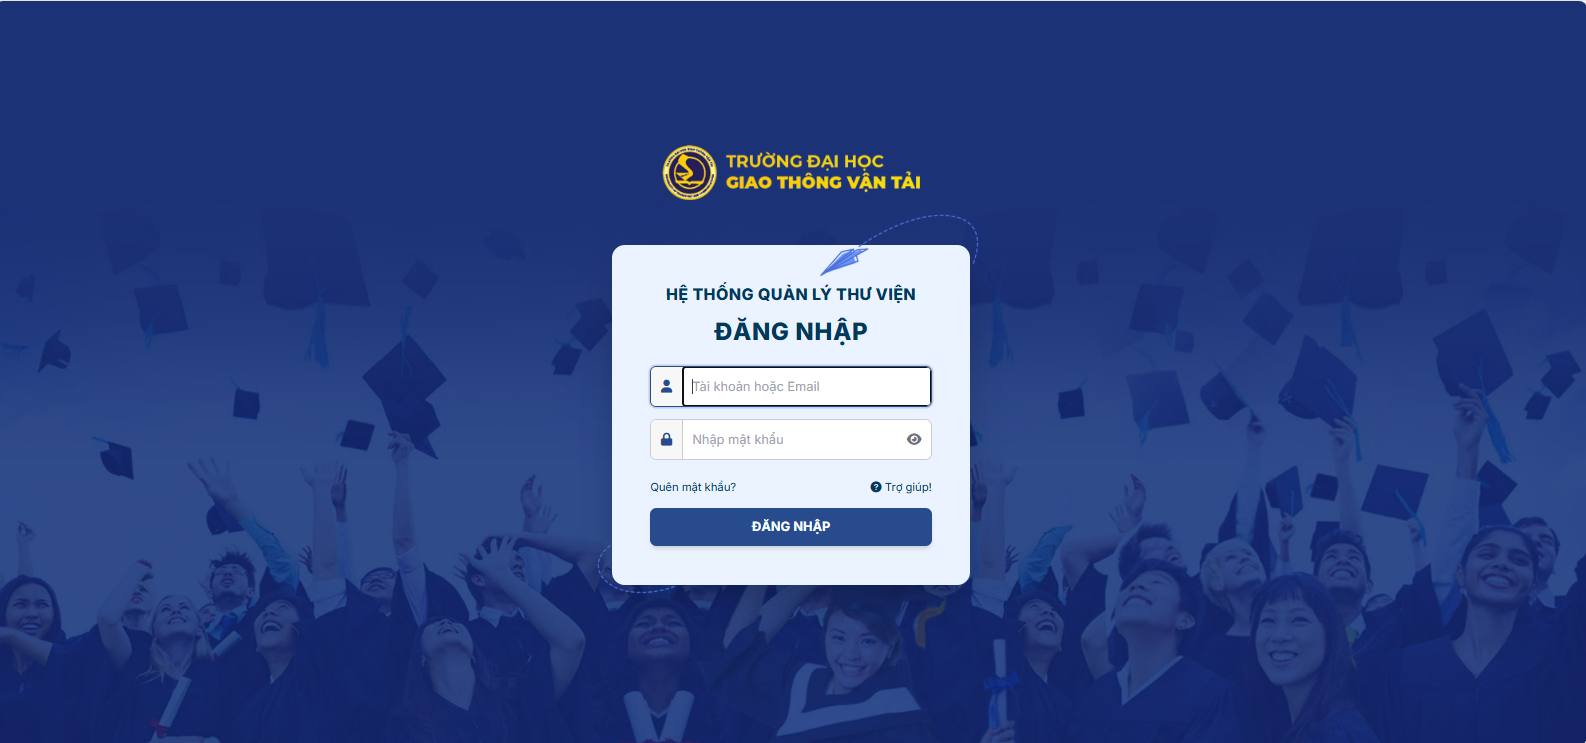 TRƯỜNG ĐẠI HỌC
GIAO THÔNG VẬN TẢI
HỆ THỐNG QUẢN LÝ THƯ VIỆN
ĐĂNG NHẬP
Tài khoản hoặc Email
Nhập mật khẩu
Quên mật khẩu? Trợ giúp!
ĐĂNG NHẬP